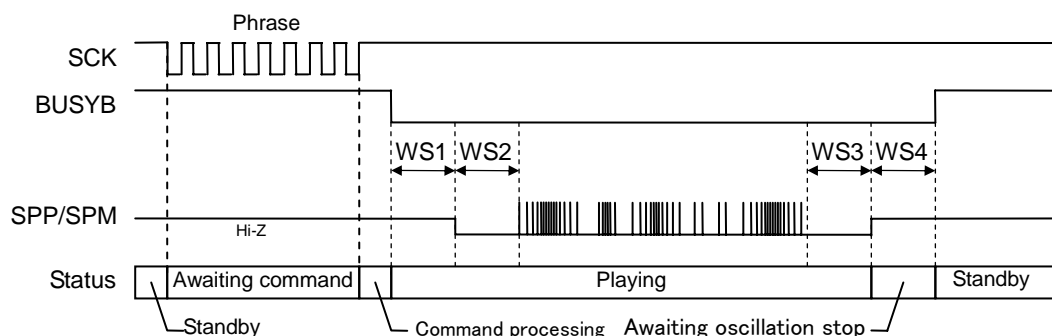 Phrase
SCK
BUSYB
WS1 WS2 WS3 WS4
SPP/SPM
Hi-Z
Status Awaiting command Playing Standby
Standby Command processing Awaiting oscillation stop